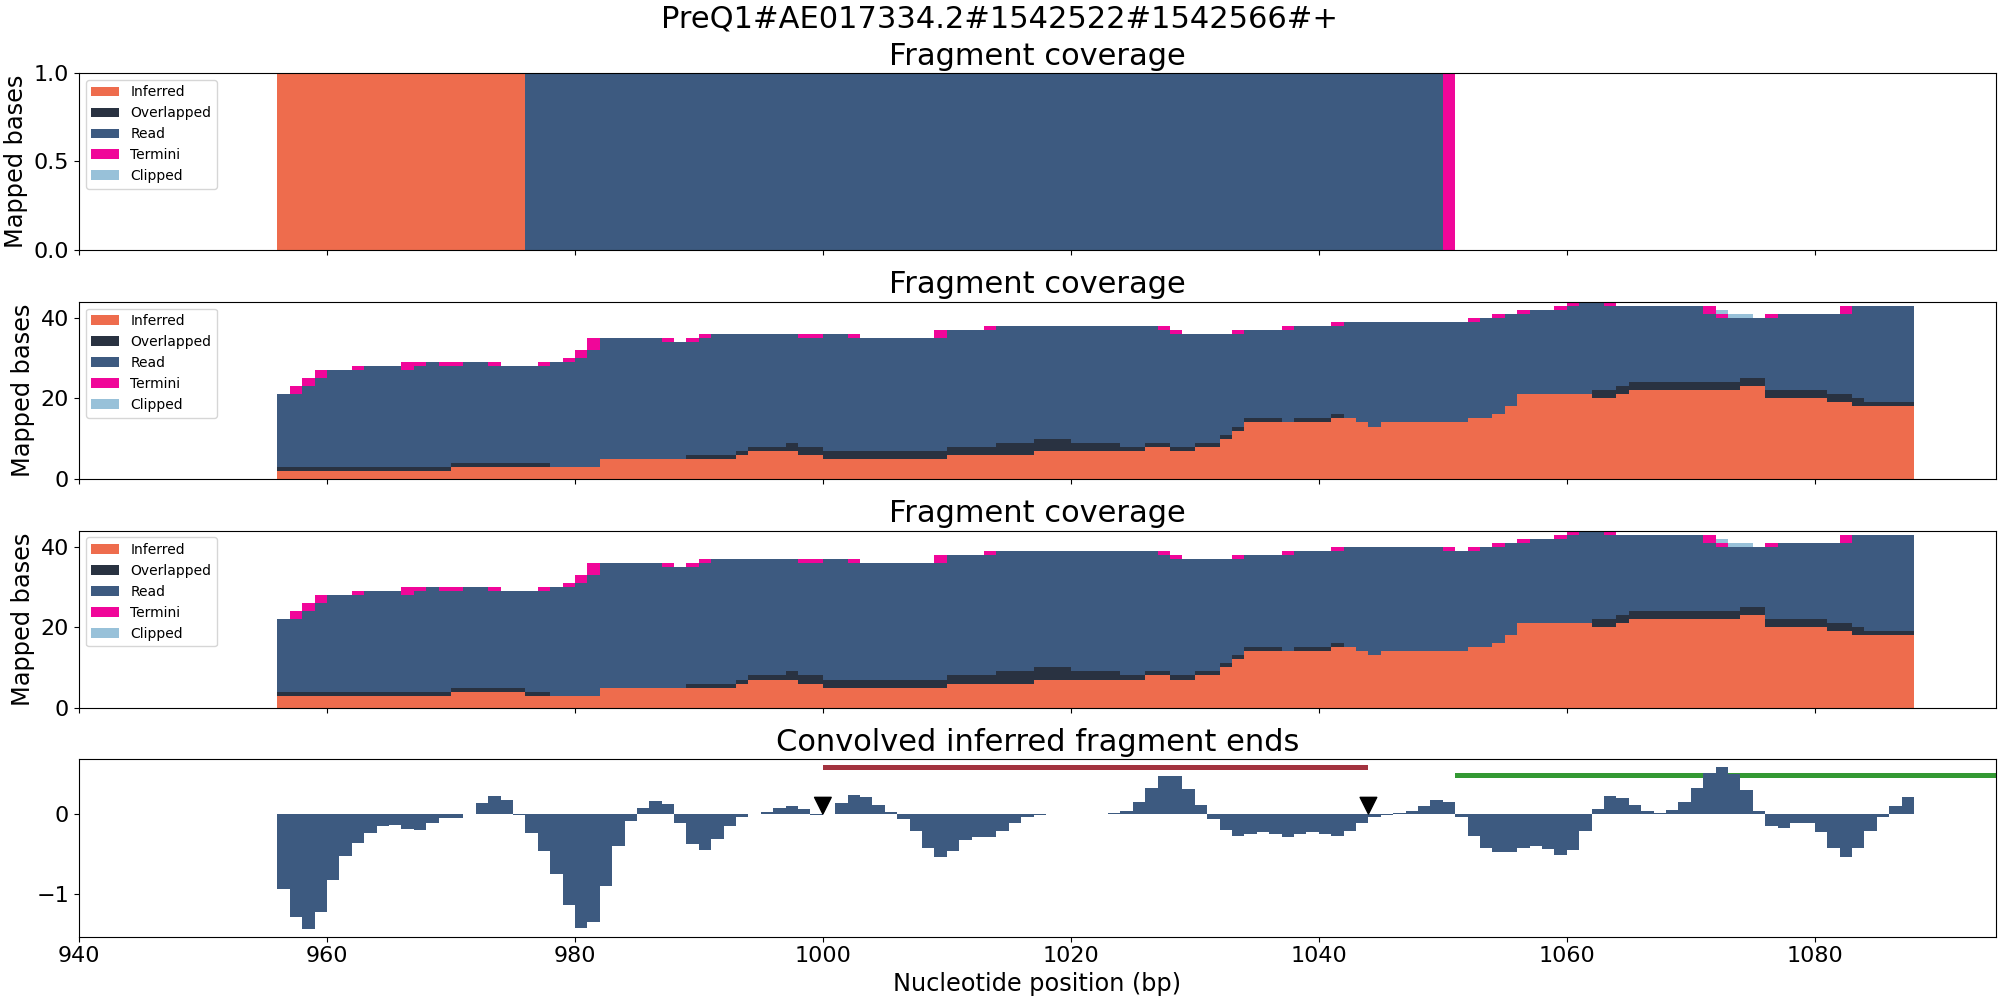 PreQ1#AE017334.2#1542522#1542566#+
Fragment coverage
Mapped bases
1.0
0.5
0.0
Inferred
Overlapped
Read
Termini
Clipped
Fragment coverage
Mapped bases
40
20
0
Inferred
Overlapped
Read
Termini
Clipped
Fragment coverage
Mapped bases
40
20
0
Inferred
Overlapped
Read
Termini
Clipped
Convolved inferred fragment ends
0
−1
940 960 980 1000 1020 1040 1060 1080
Nucleotide position (bp)